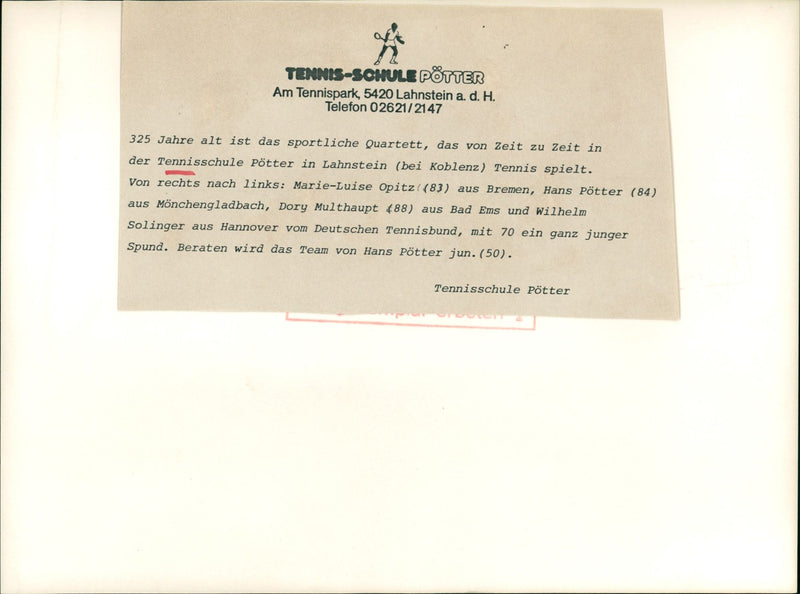 TENNIS-SCHULE PÖTTER
Am Tennispark, 5420 Lahnstein a. d. H.
Telefon 02621/2147
325 Jahre alt ist das sportliche Quartett, das von Zeit zu Zeit in
der Tennisschule Pötter in Lahnstein (bei Koblenz) Tennis spielt.
Von rechts nach links: Marie-Luise Opitz (83) aus Bremen, Hans Pötter (84)
aus Mönchengladbach, Dory Multhaupt (88) aus Bad Ems und Wilhelm
Solinger aus Hannover vom Deutschen Tennisbund, mit 70 ein ganz junger
Spund. Beraten wird das Team von Hans Pötter jun.(50).
Tennisschule Pötter